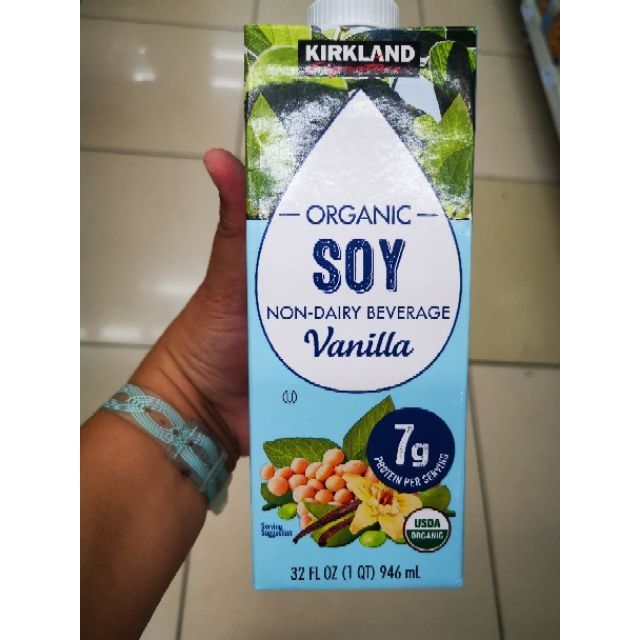 KIRKLAND
Signature
ORGANIC
SOY
NON-DAIRY BEVERAGE
Vanilla
U
7g
PROTEIN PER SERVING
USDA
ORGANIC
Serving
Suggestion
32 FL OZ (1 QT) 946 mL